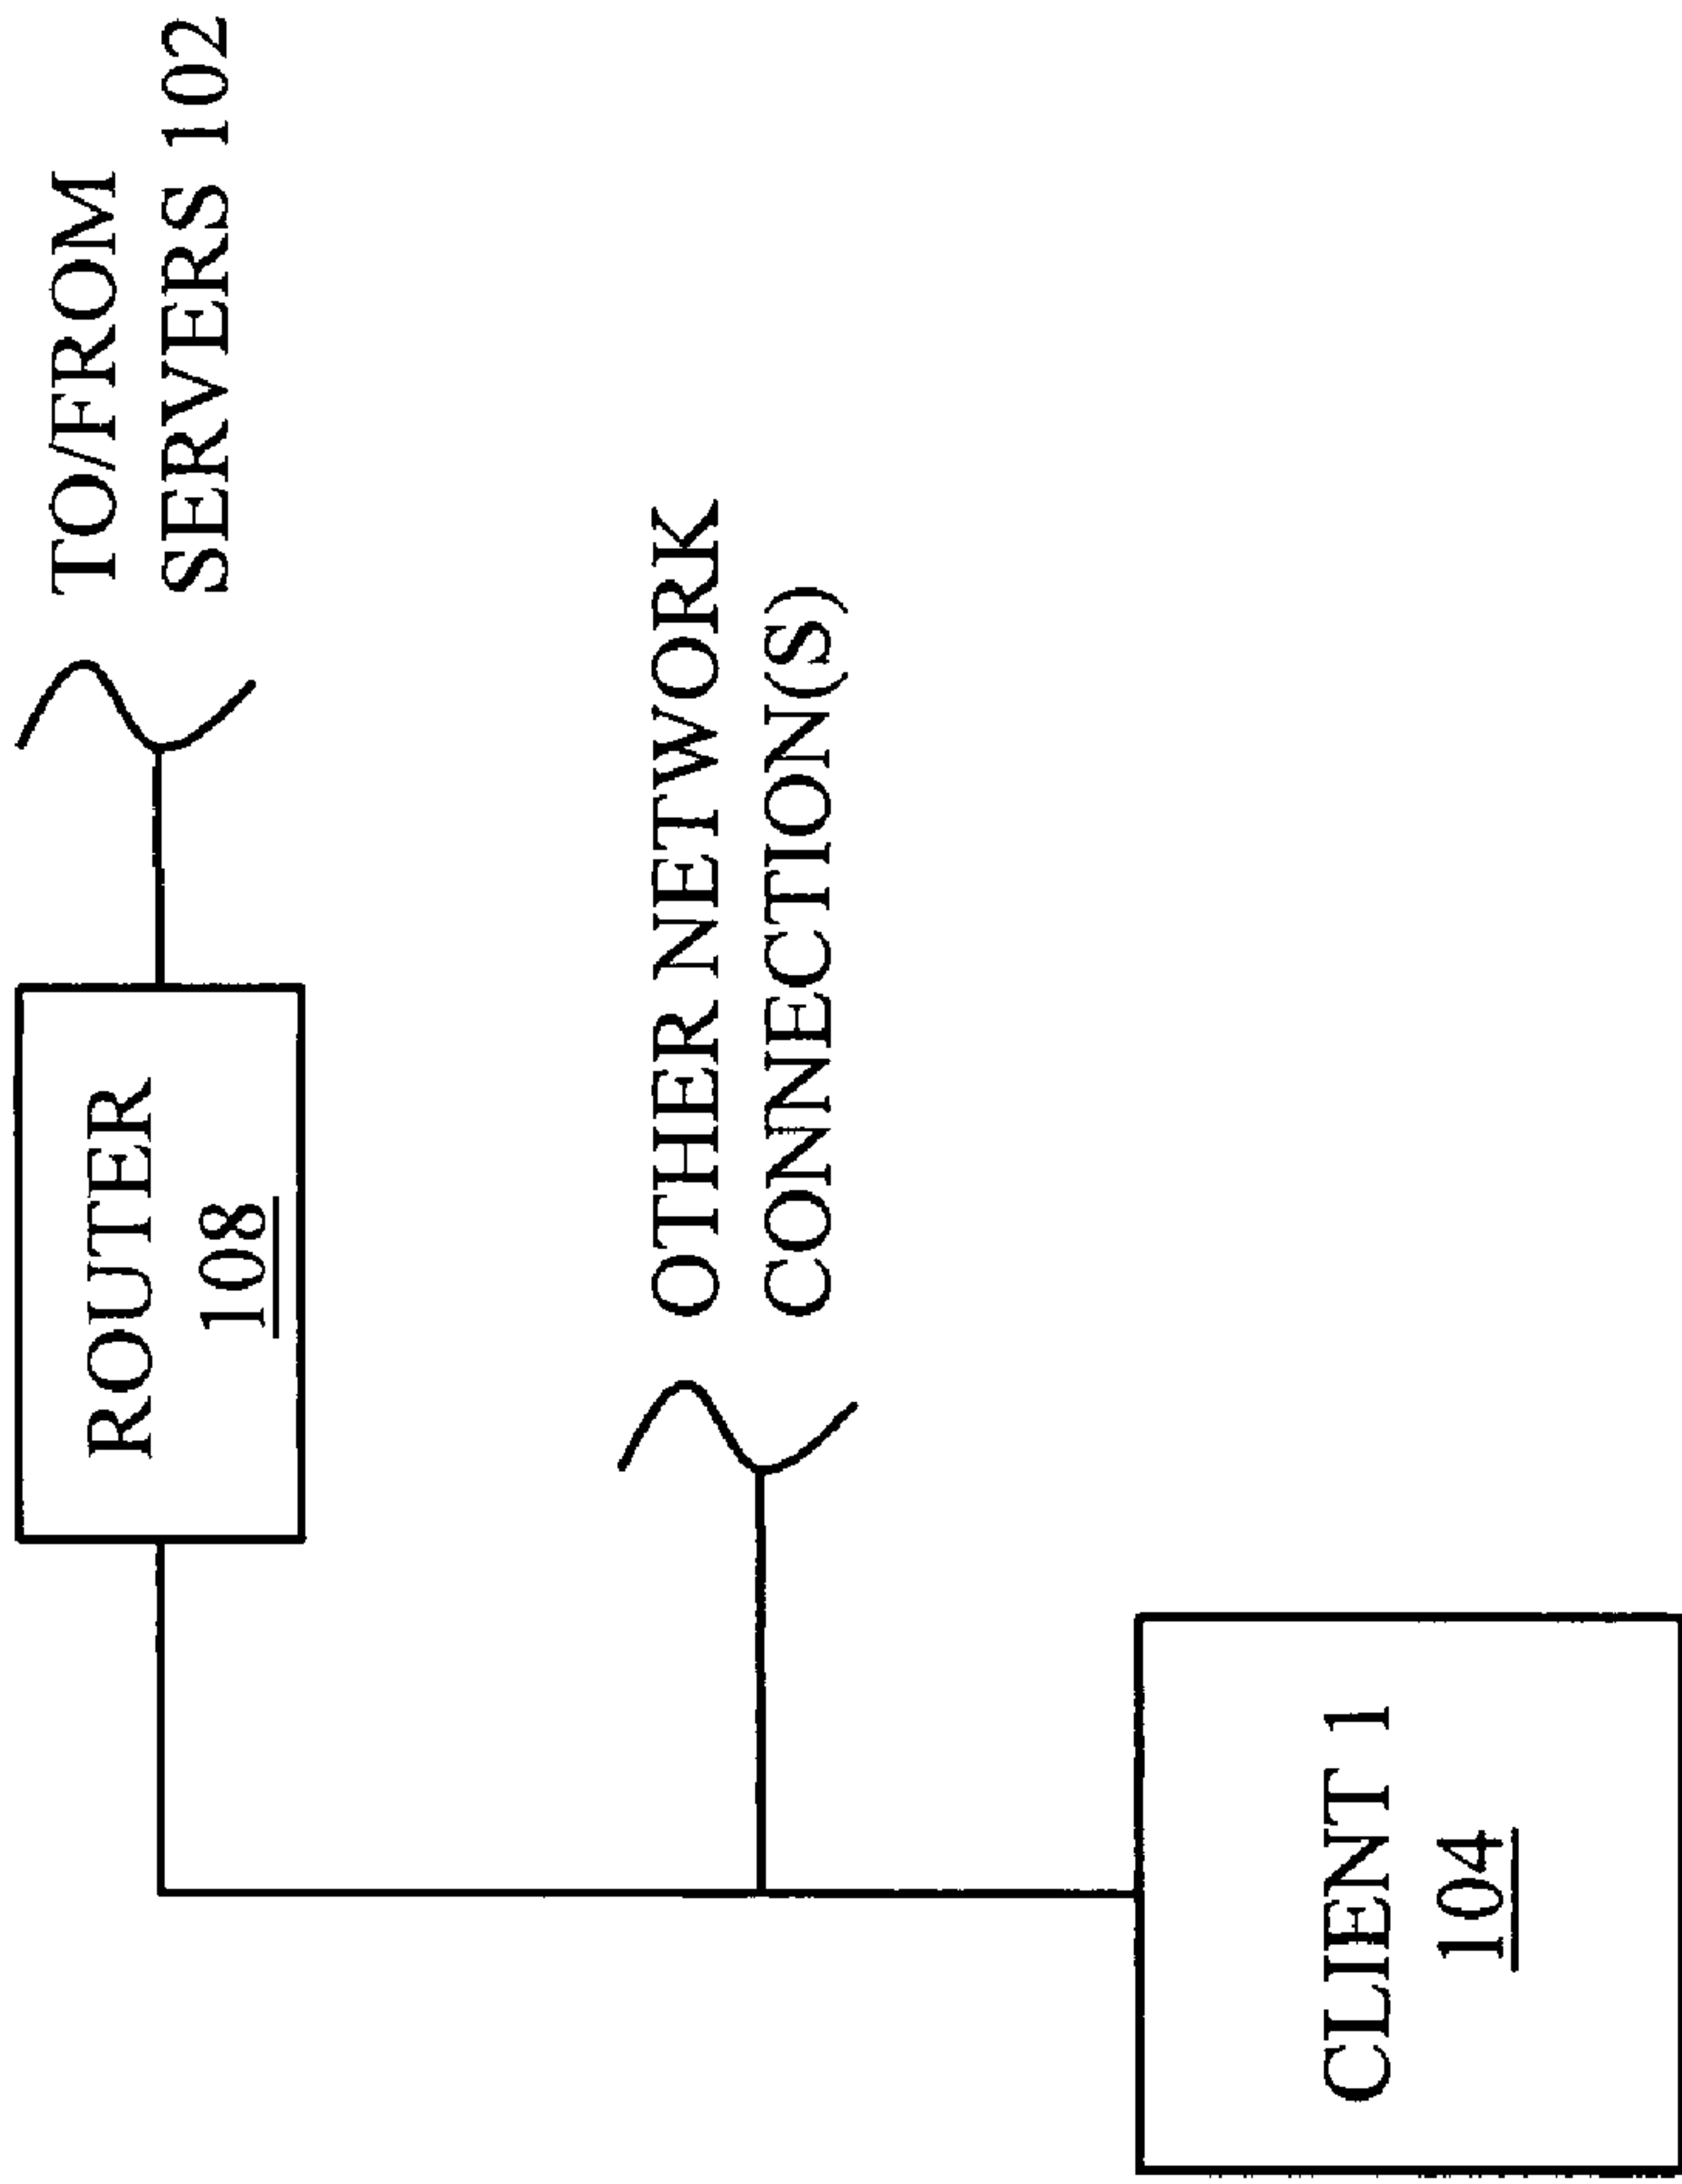 ROUTER
108
TO/FROM
SERVERS 102
OTHER NETWORK
CONNECTION(S)
CLIENT 1
104